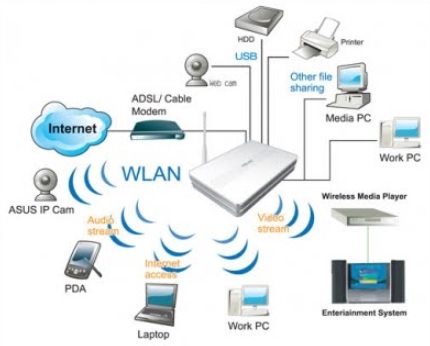 HDD
Printer
USB
Web cam
Other file
sharing
ADSL/ Cable
Modem
Media PC
Internet
Work PC
WLAN
ASUS IP Cam
Wireless Media Player
Audio
stream
Video
stream
Internet
access
PDA
Laptop
Work PC
Enteriainment System